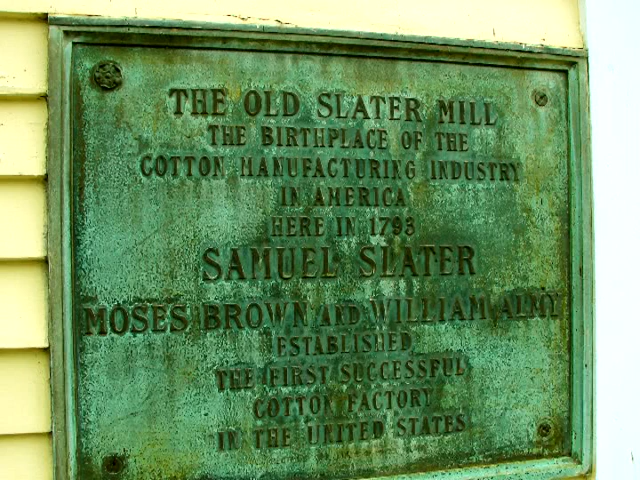 THE OLD SLATER MILL
THE BIRTHPLACE OF THE
COTTON MANUFACTURING INDUSTRY
IN AMERICA
HERE IN 1793
SAMUEL SLATER
MOSES BROWN AND WILLIAM ALMY
ESTABLISHED
THE FIRST SUCCESSFUL
COTTON FACTORY
IN THE UNITED STATES